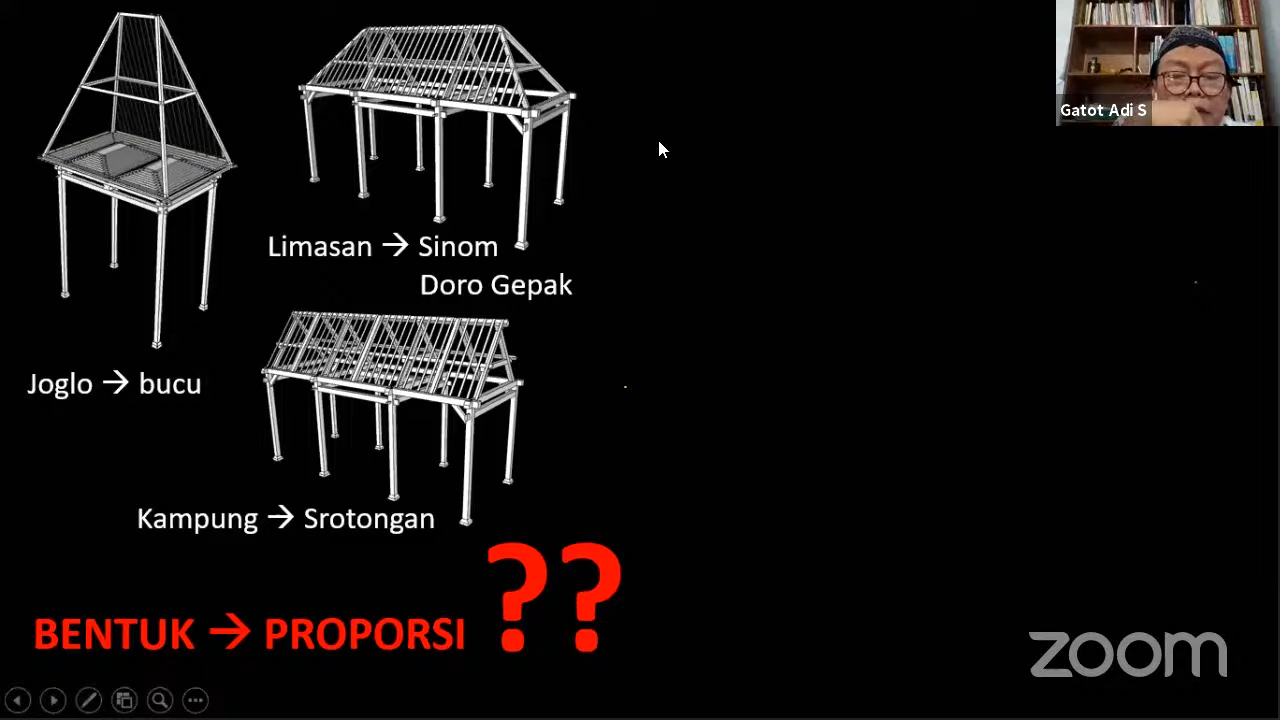 Gatot Adi S
Limasan → Sinom
Doro Gepak
Joglo → bucu
Kampung → Srotongan
BENTUK → PROPORSI ??
zoom